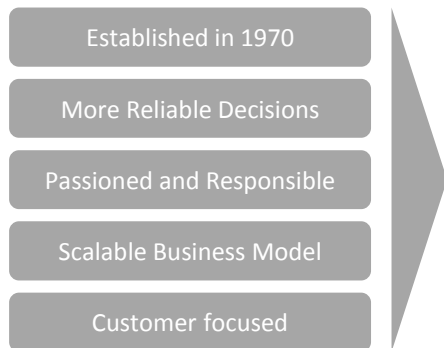 Established in 1970
More Reliable Decisions
Passioned and Responsible
Scalable Business Model
Customer focused